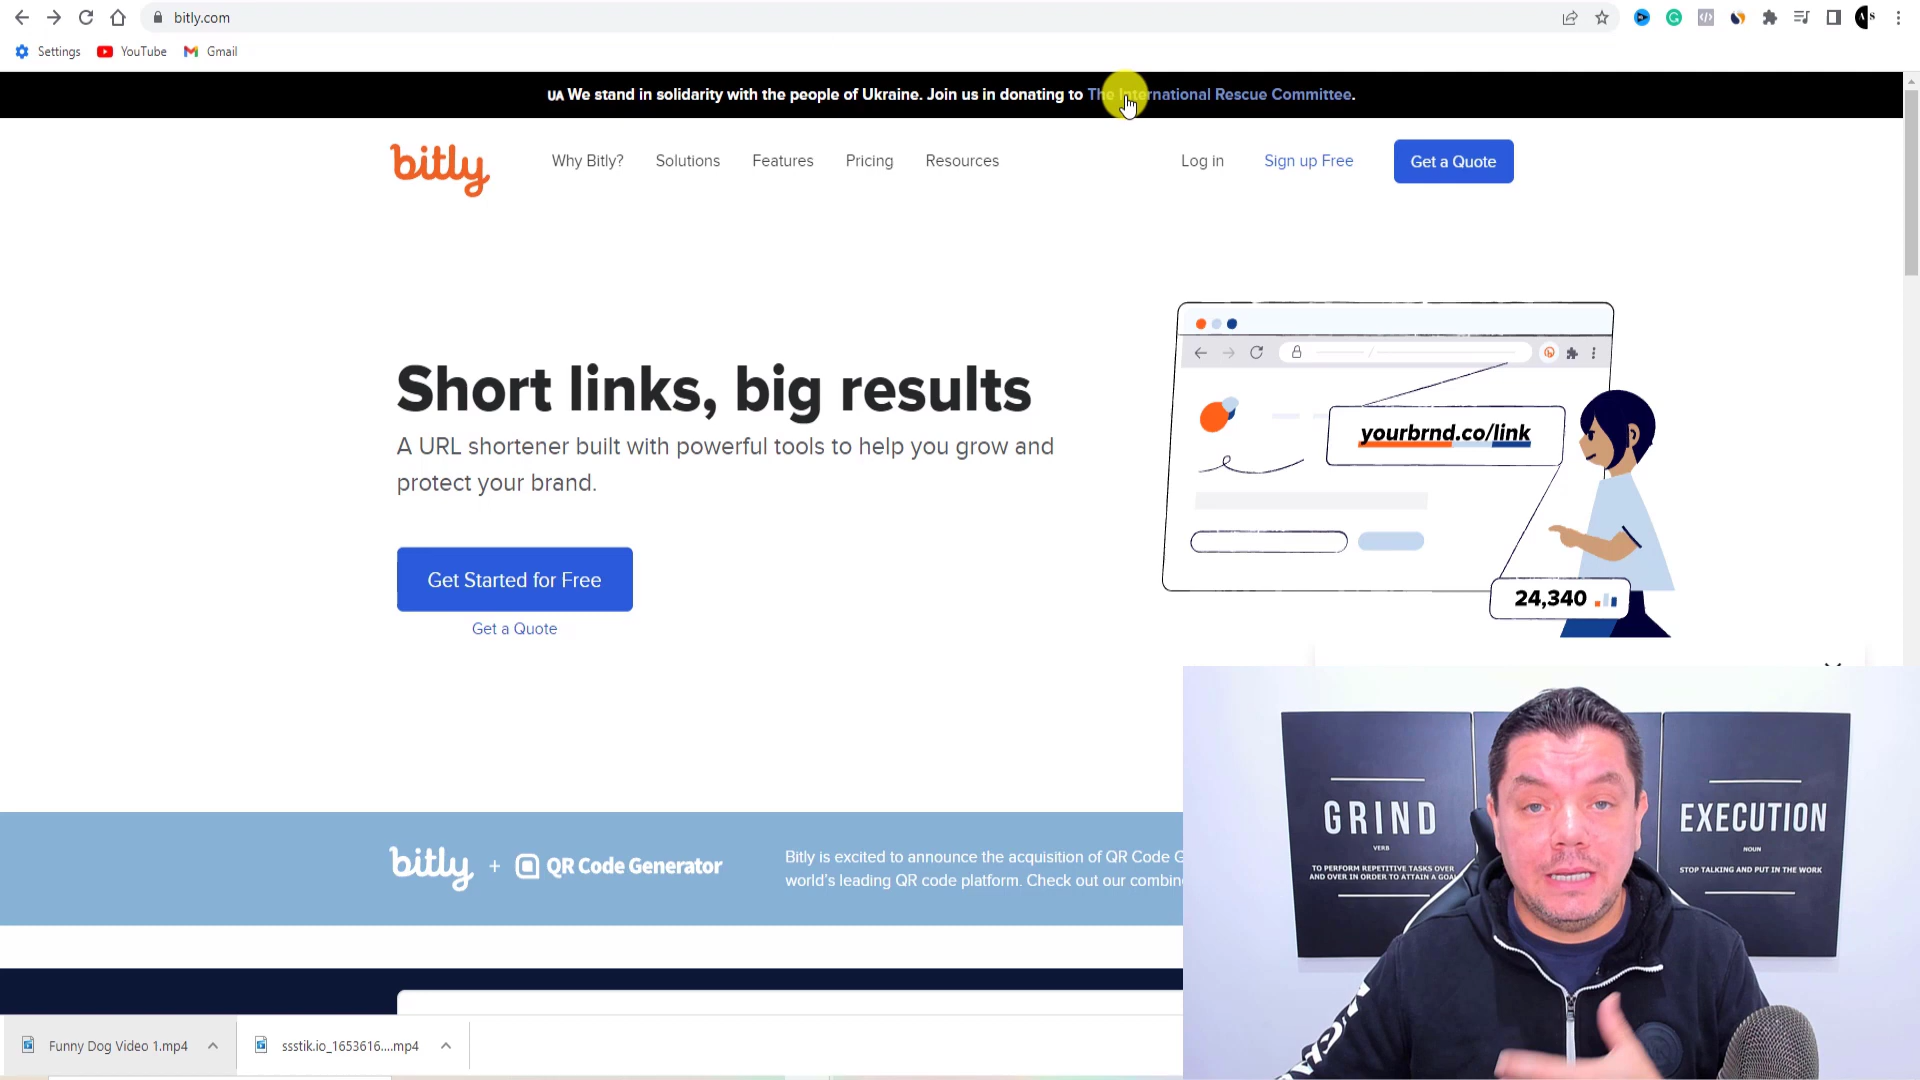 bitly.com
Settings
YouTube
Gmail
UA We stand in solidarity with the people of Ukraine. Join us in donating to The International Rescue Committee.
bitly
Why Bitly?
Solutions
Features
Pricing
Resources
Log in
Sign up Free
Get a Quote
Short links, big results
A URL shortener built with powerful tools to help you grow and
protect your brand.
Get Started for Free
Get a Quote
yourbrnd.co/link
24,340
bitly + QR Code Generator
Bitly is excited to announce the acquisition of QR Code G
world's leading QR code platform. Check out our combin
GRIND
VERB
TO PERFORM REPETITIVE TASKS OVER
AND OVER IN ORDER TO ATTAIN A GOAL
EXECUTION
NOUN
STOP TALKING AND PUT IN THE WORK
Funny Dog Video 1.mp4
ssstik.io_1653616....mp4